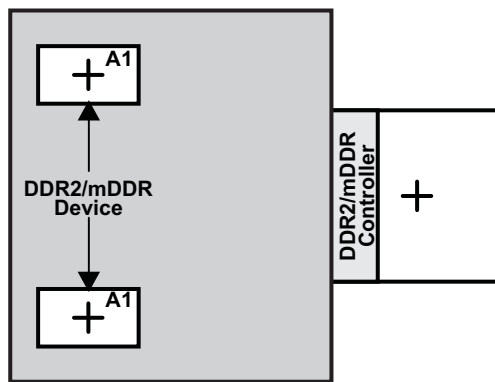 A1
DDR2/mDDR
Device
A1
DDR2/mDDR
Controller